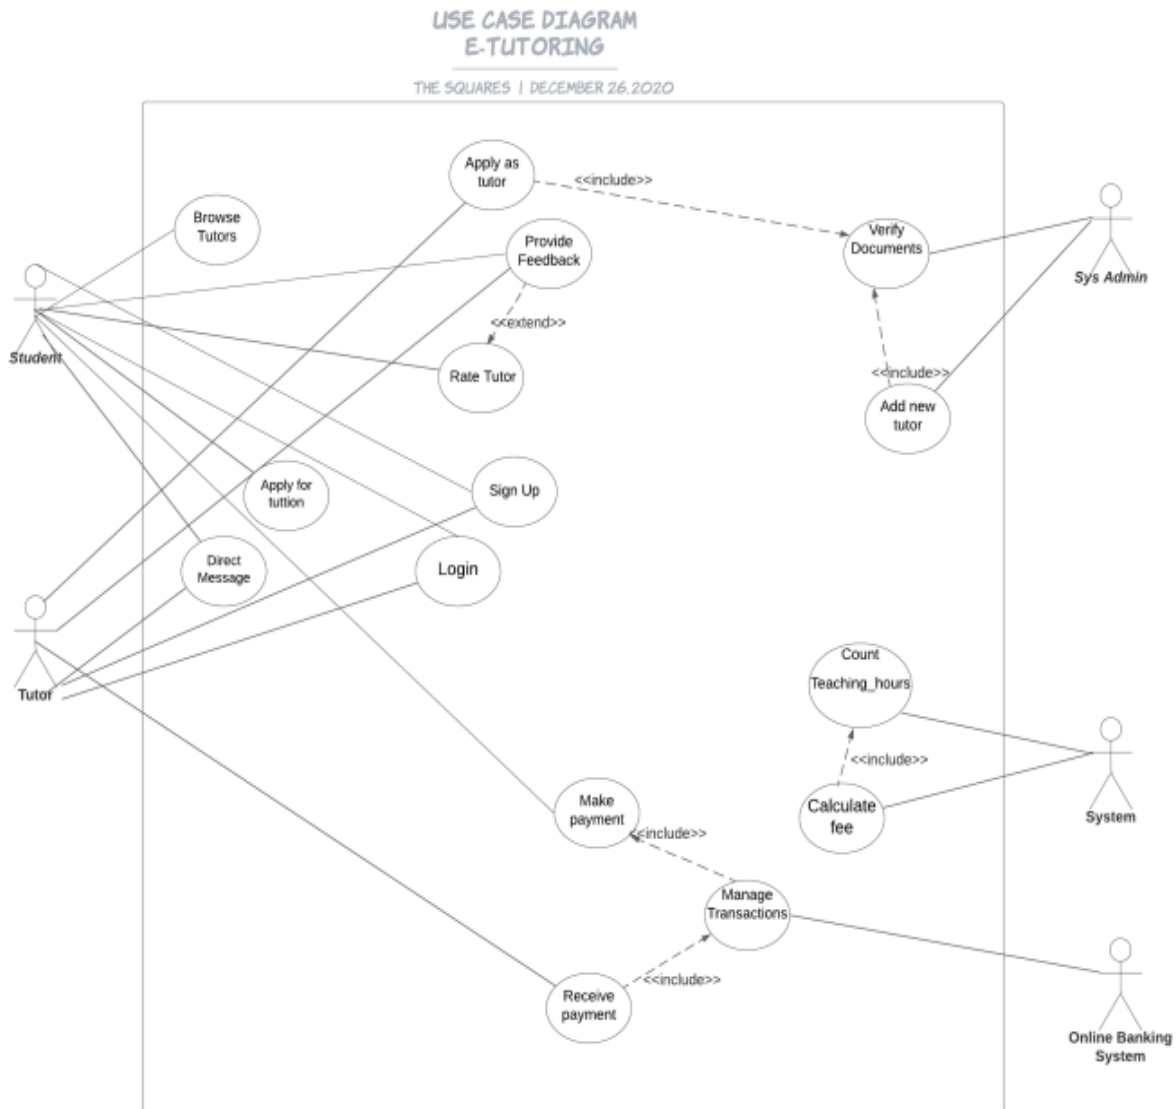 USE CASE DIAGRAM
E-TUTORING
THE SQUARES | DECEMBER 26,2020
Apply as
tutor
<<include>>
Browse
Tutors
Provide
Feedback
Verify
Documents
Sys Admin
<<extend>>
Student
Rate Tutor
<<include>>
Add new
tutor
Apply for
tuttion
Sign Up
Direct
Message
Login
Tutor
Count
Teaching_hours
<<include>>
Make
payment
Calculate
fee
System
<<include>>
Manage
Transactions
<<include>>
Receive
payment
Online Banking
System